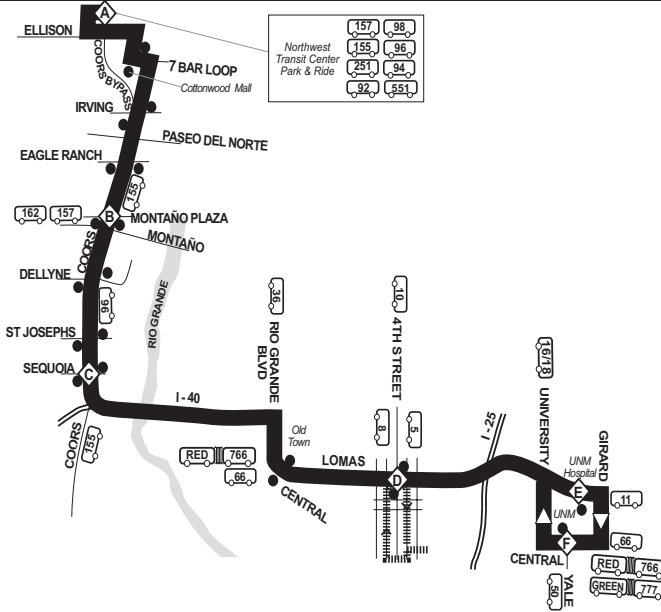 A
ELLISON
Northwest
Transit Center
Park & Ride
157 98
155 96
251 94
92 551
COORS BYPASS
7 BAR LOOP
Cottonwood Mall
IRVING
PASEO DEL NORTE
EAGLE RANCH
155
162 157
B
MONTAÑO PLAZA
MONTAÑO
COORS
DELLYNE
96
RIO GRANDE
ST JOSEPHS
SEQUOIA
C
I - 40
COORS
155
36
RIO GRANDE
BLVD
10
4TH STREET
16/18
UNIVERSITY
Old
Town
RED 766
66
LOMAS
CENTRAL
8
5
D
I - 25
UNM
Hospital
GIRARD
E
11
UNM
66
F
CENTRAL
RED 766
GREEN 777
50
YALE